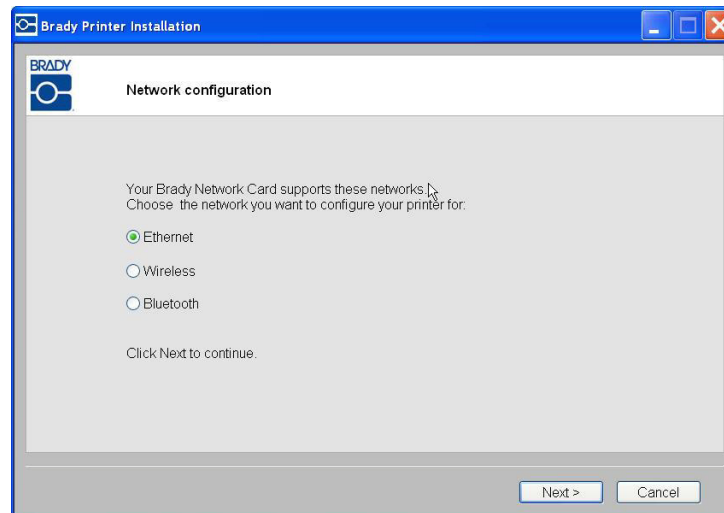 Brady Printer Installation
BRADY
Network configuration
Your Brady Network Card supports these networks.
Choose the network you want to configure your printer for:
Ethernet
Wireless
Bluetooth
Click Next to continue.
Next >
Cancel